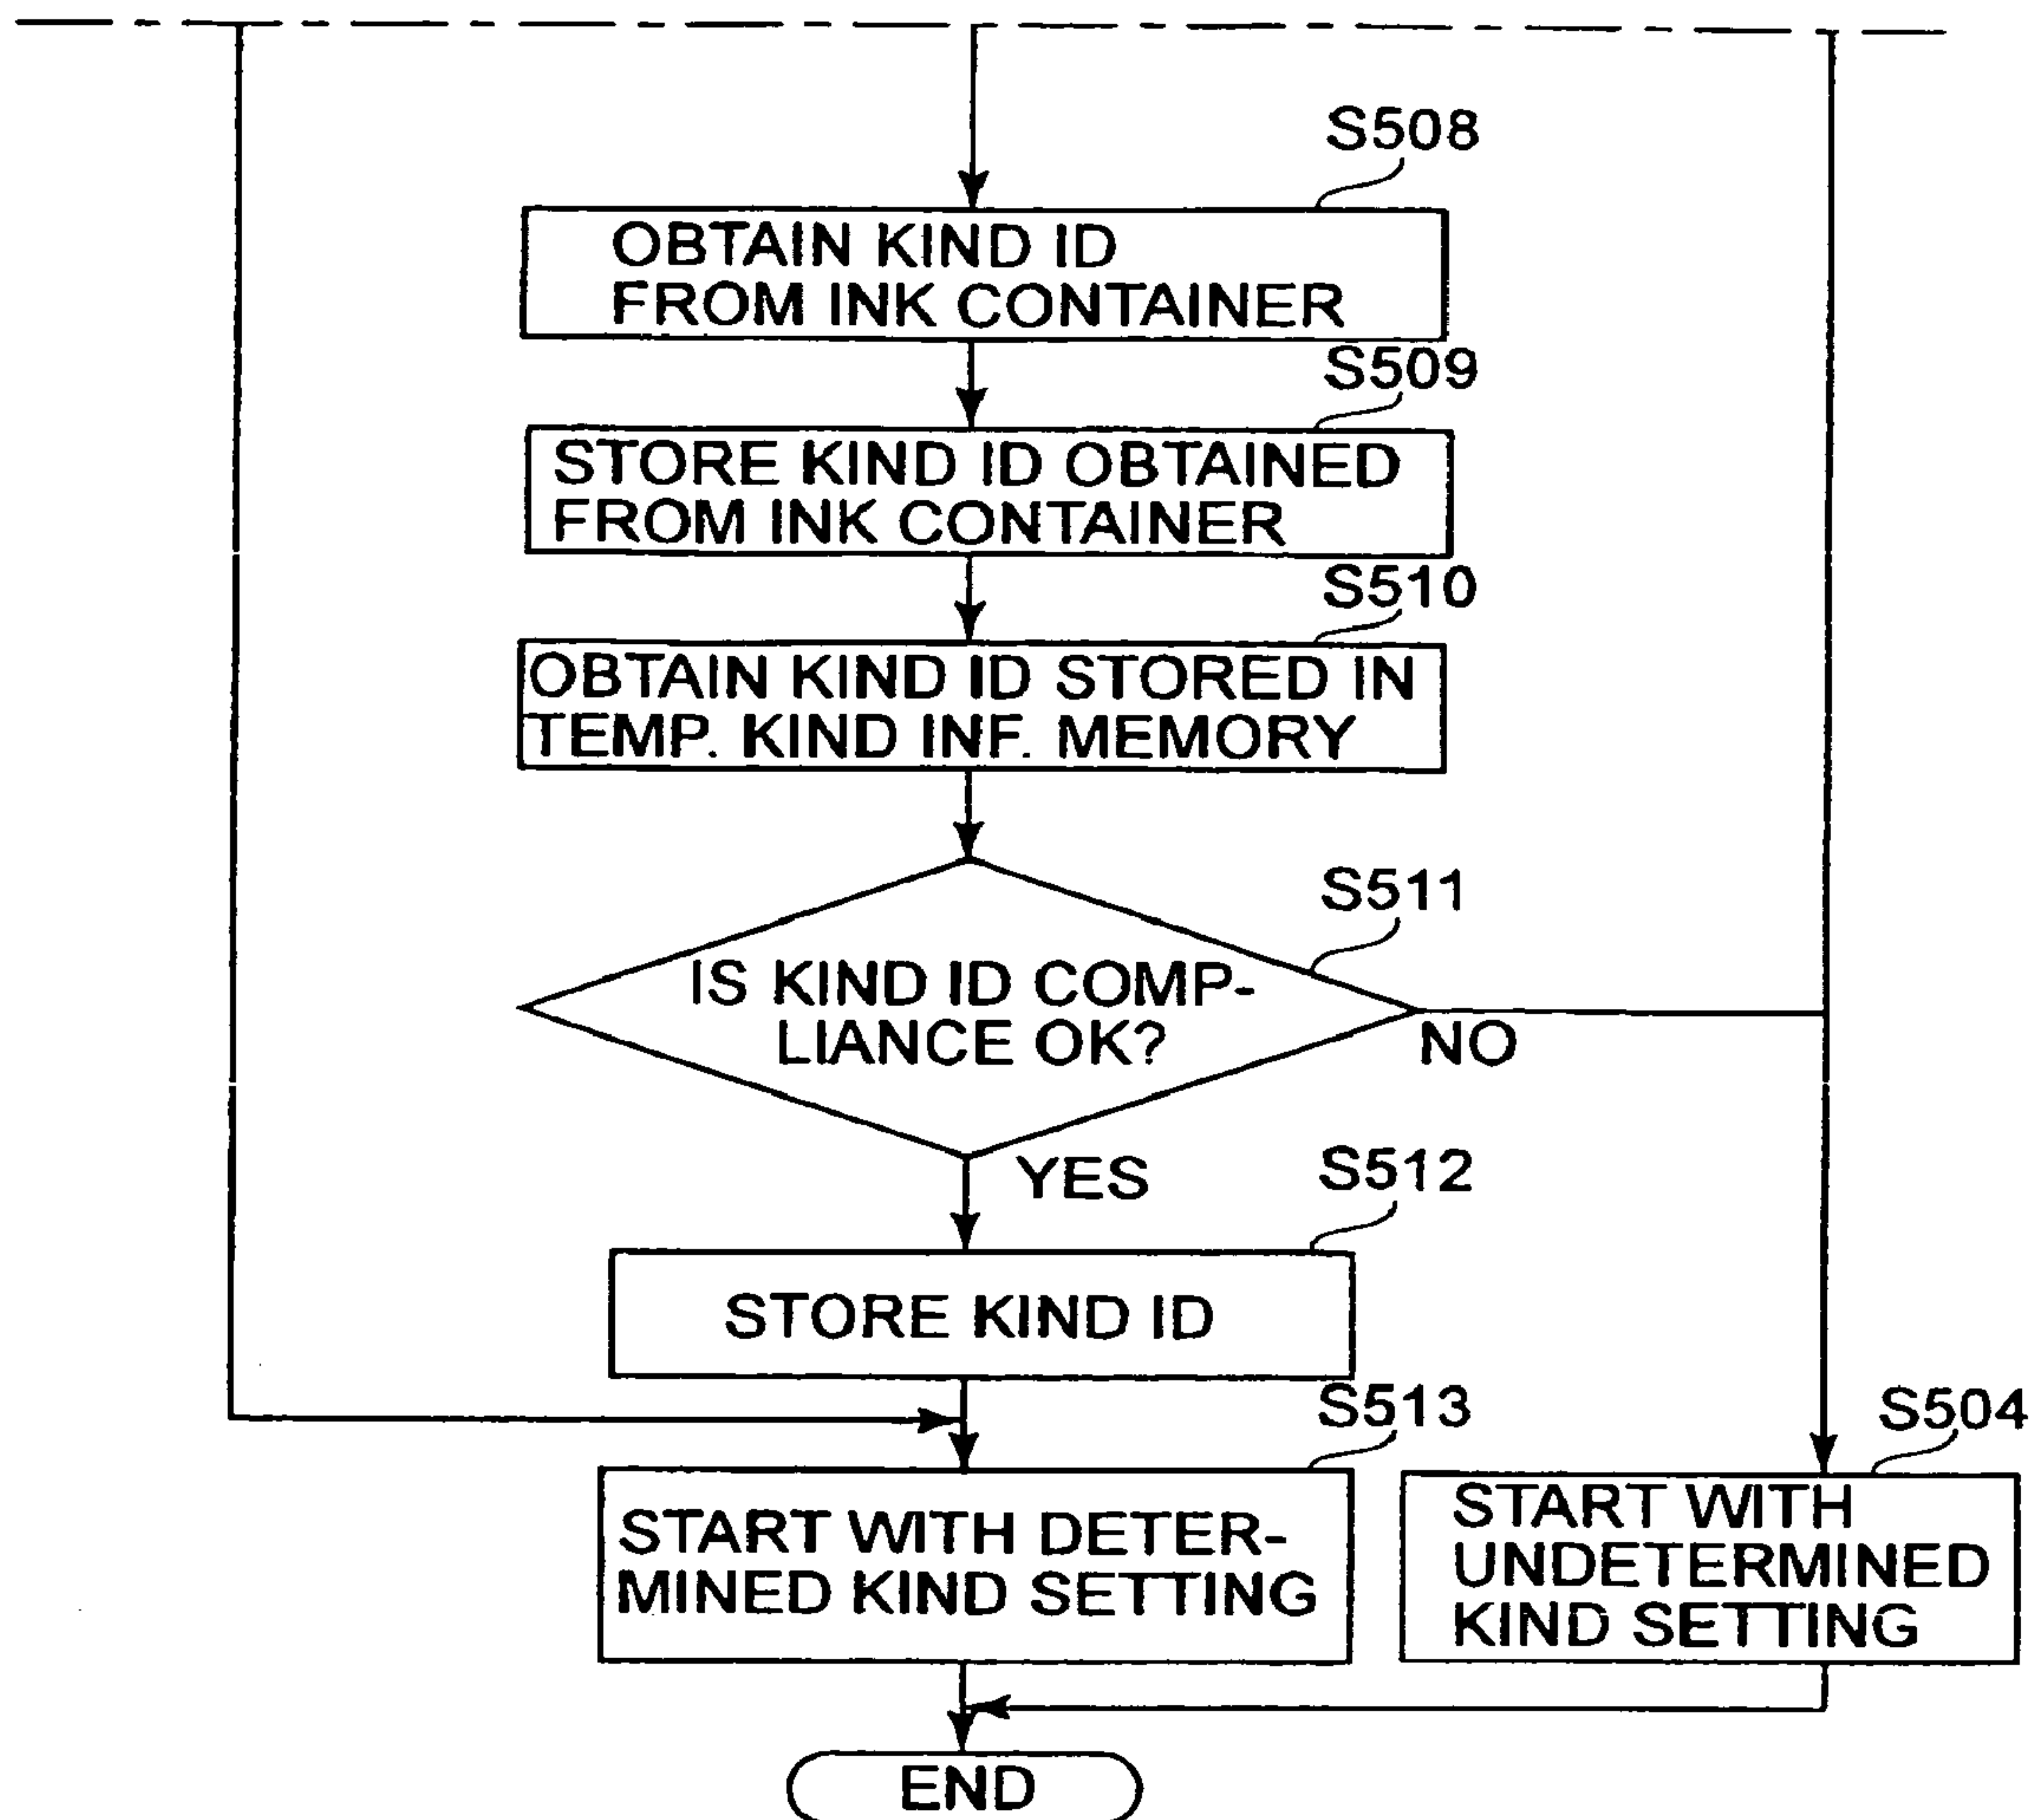 S508
OBTAIN KIND ID
FROM INK CONTAINER
S509
STORE KIND ID OBTAINED
FROM INK CONTAINER
S510
OBTAIN KIND ID STORED IN
TEMP. KIND INF. MEMORY
S511
IS KIND ID COMP-
LIANCE OK?
NO
YES
S512
STORE KIND ID
S513
START WITH DETER-
MINED KIND SETTING
S504
START WITH
UNDETERMINED
KIND SETTING
END